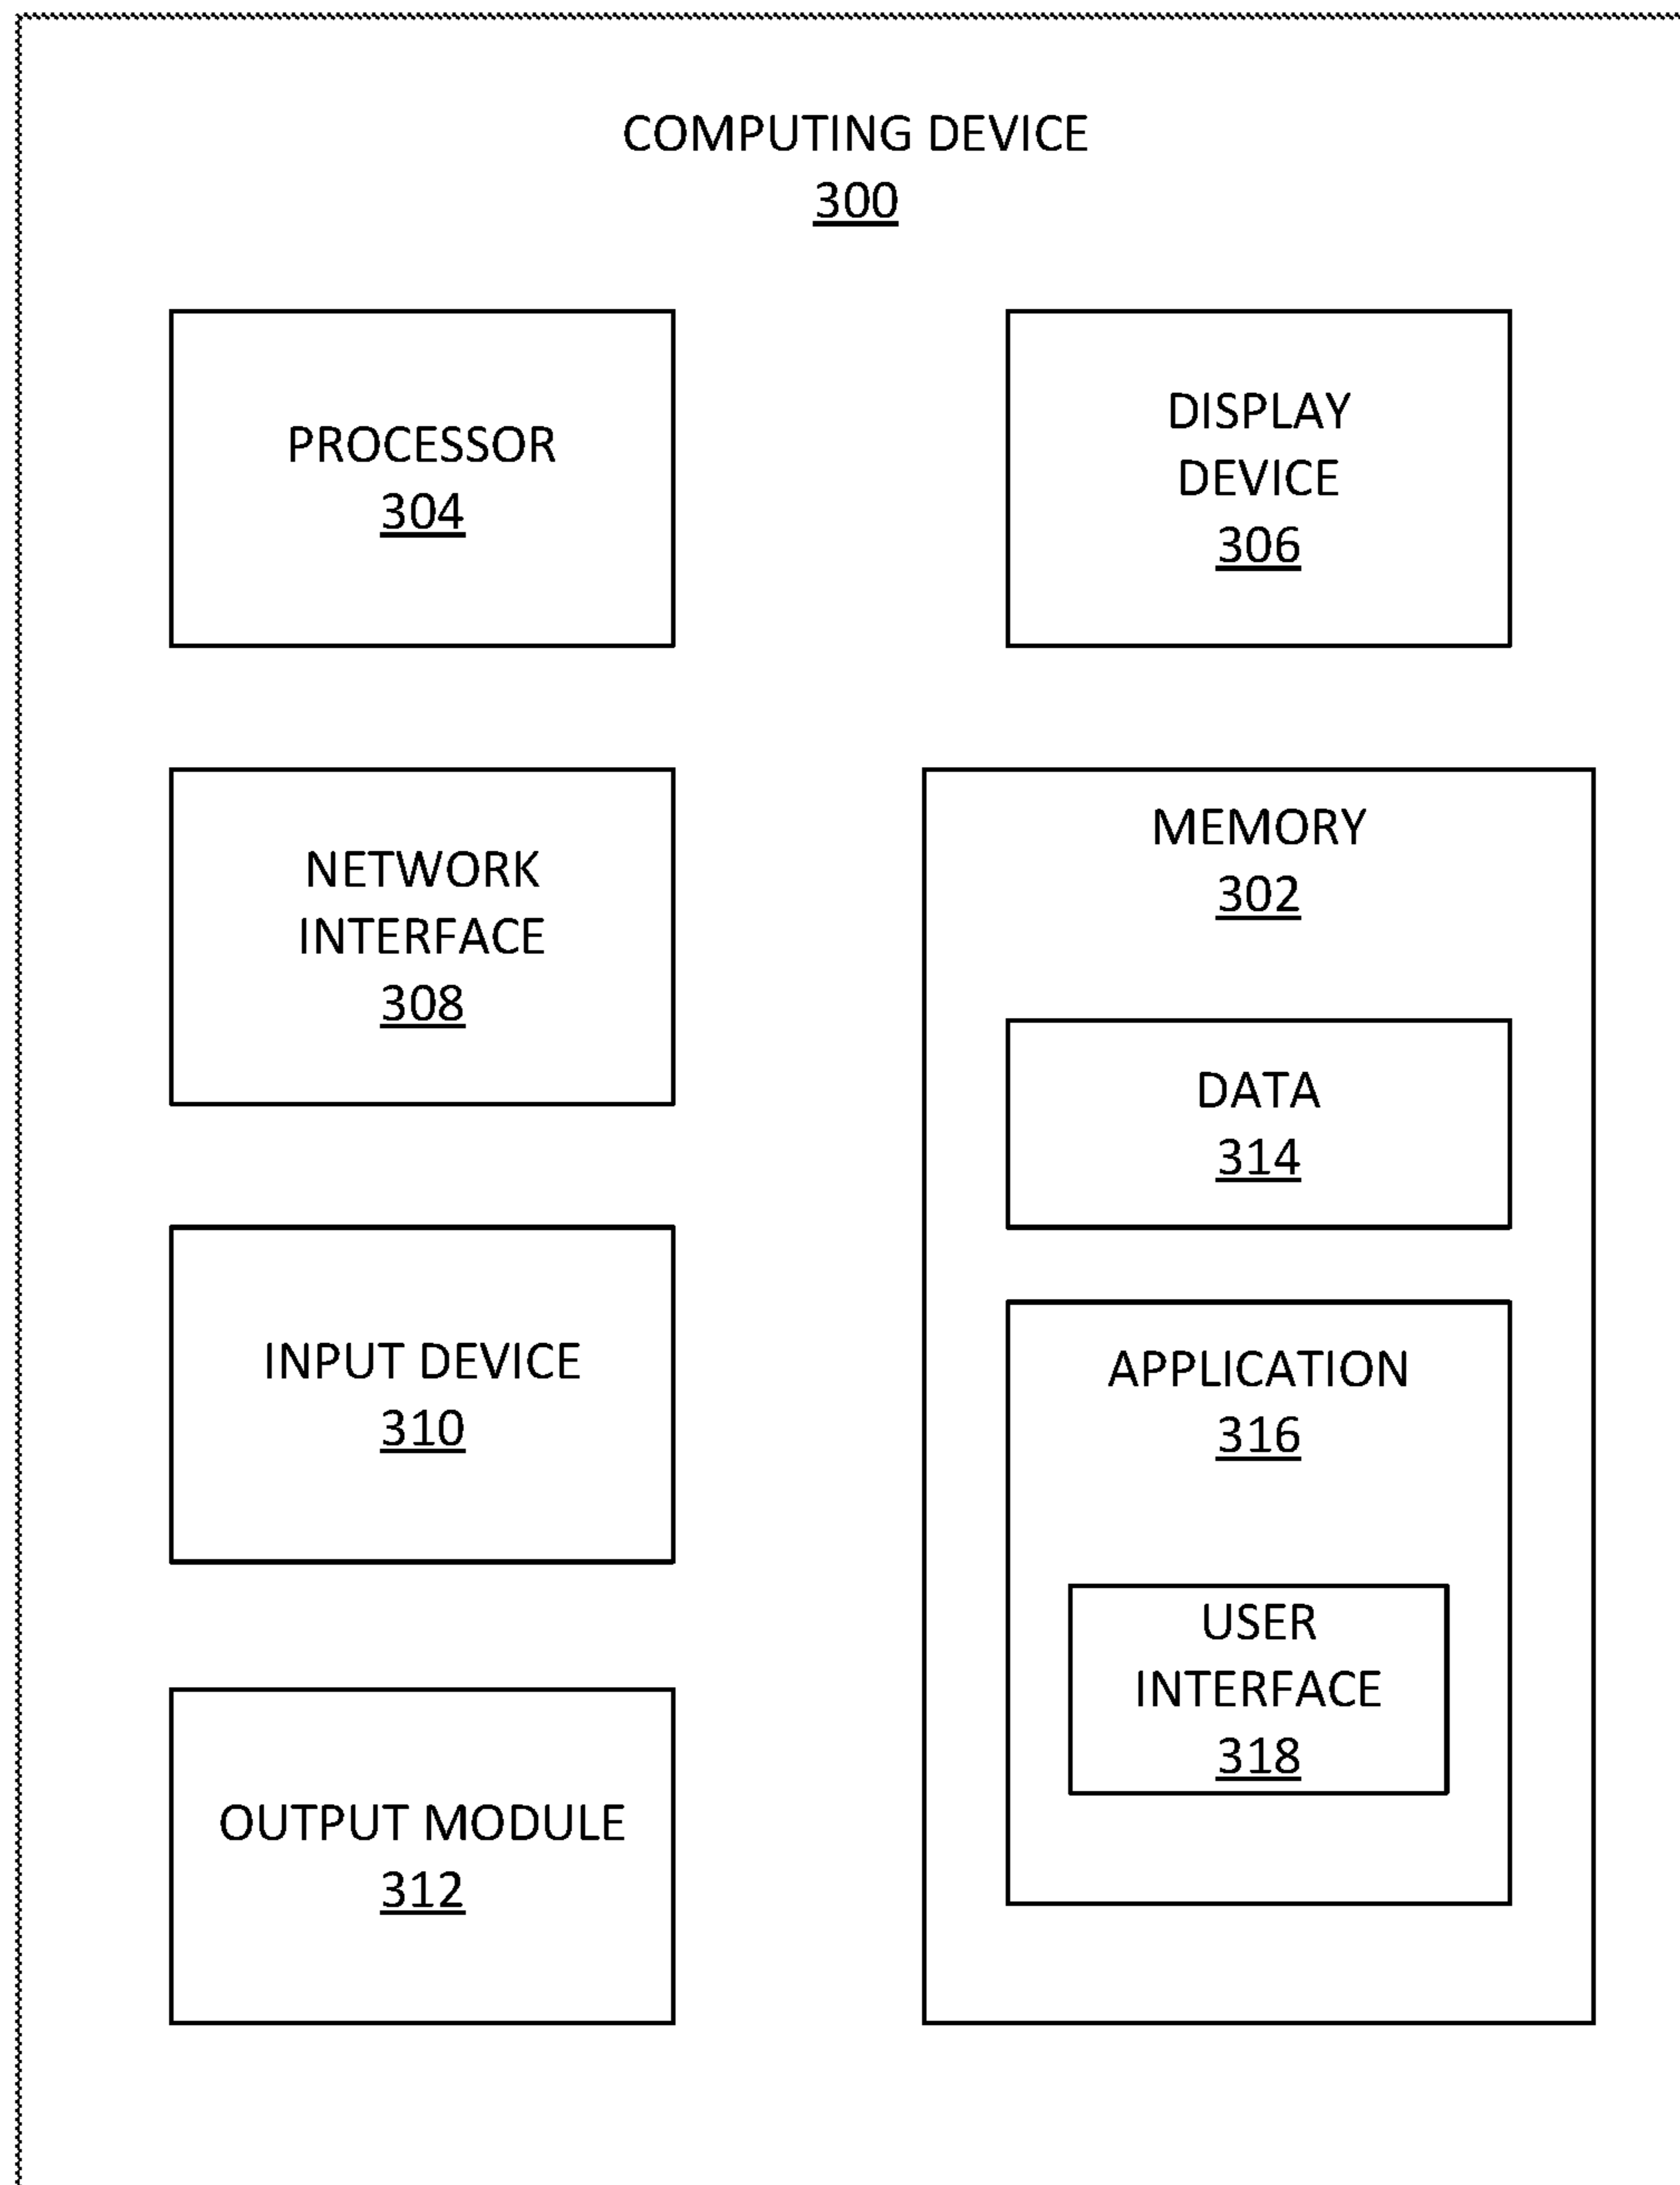 COMPUTING DEVICE
300
PROCESSOR
304
DISPLAY
DEVICE
306
NETWORK
INTERFACE
308
MEMORY
302
DATA
314
INPUT DEVICE
310
APPLICATION
316
USER
INTERFACE
318
OUTPUT MODULE
312